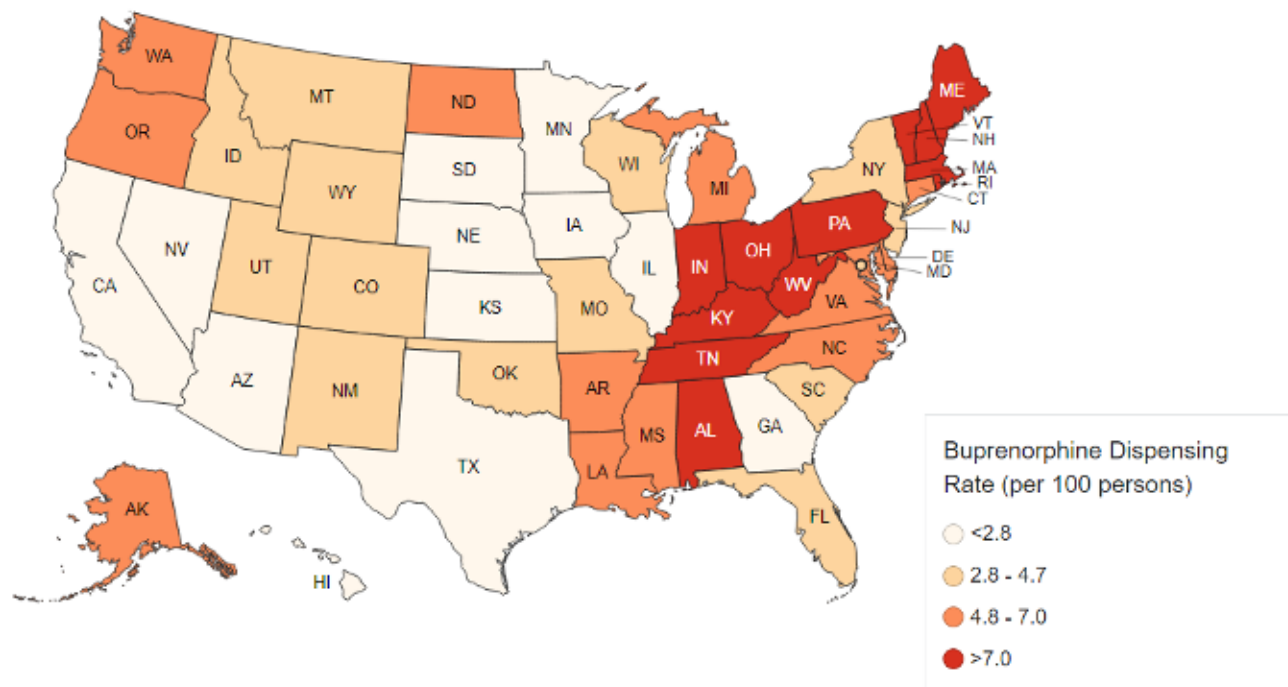 ME
WA
MT
ND
VT
MN
OR
NH
ID
WI
SD
NY
MA
MI
RI
WY
CT
IA
PA
NJ
NE
NV
OH
IL
IN
DE
UT
MD
CA
CO
WV
VA
KS
MO
KY
NC
TN
OK
AZ
AR
NM
SC
MS
AL
GA
TX
LA
AK
FL
HI
Buprenorphine Dispensing
Rate (per 100 persons)
<2.8
2.8 - 4.7
4.8 - 7.0
>7.0